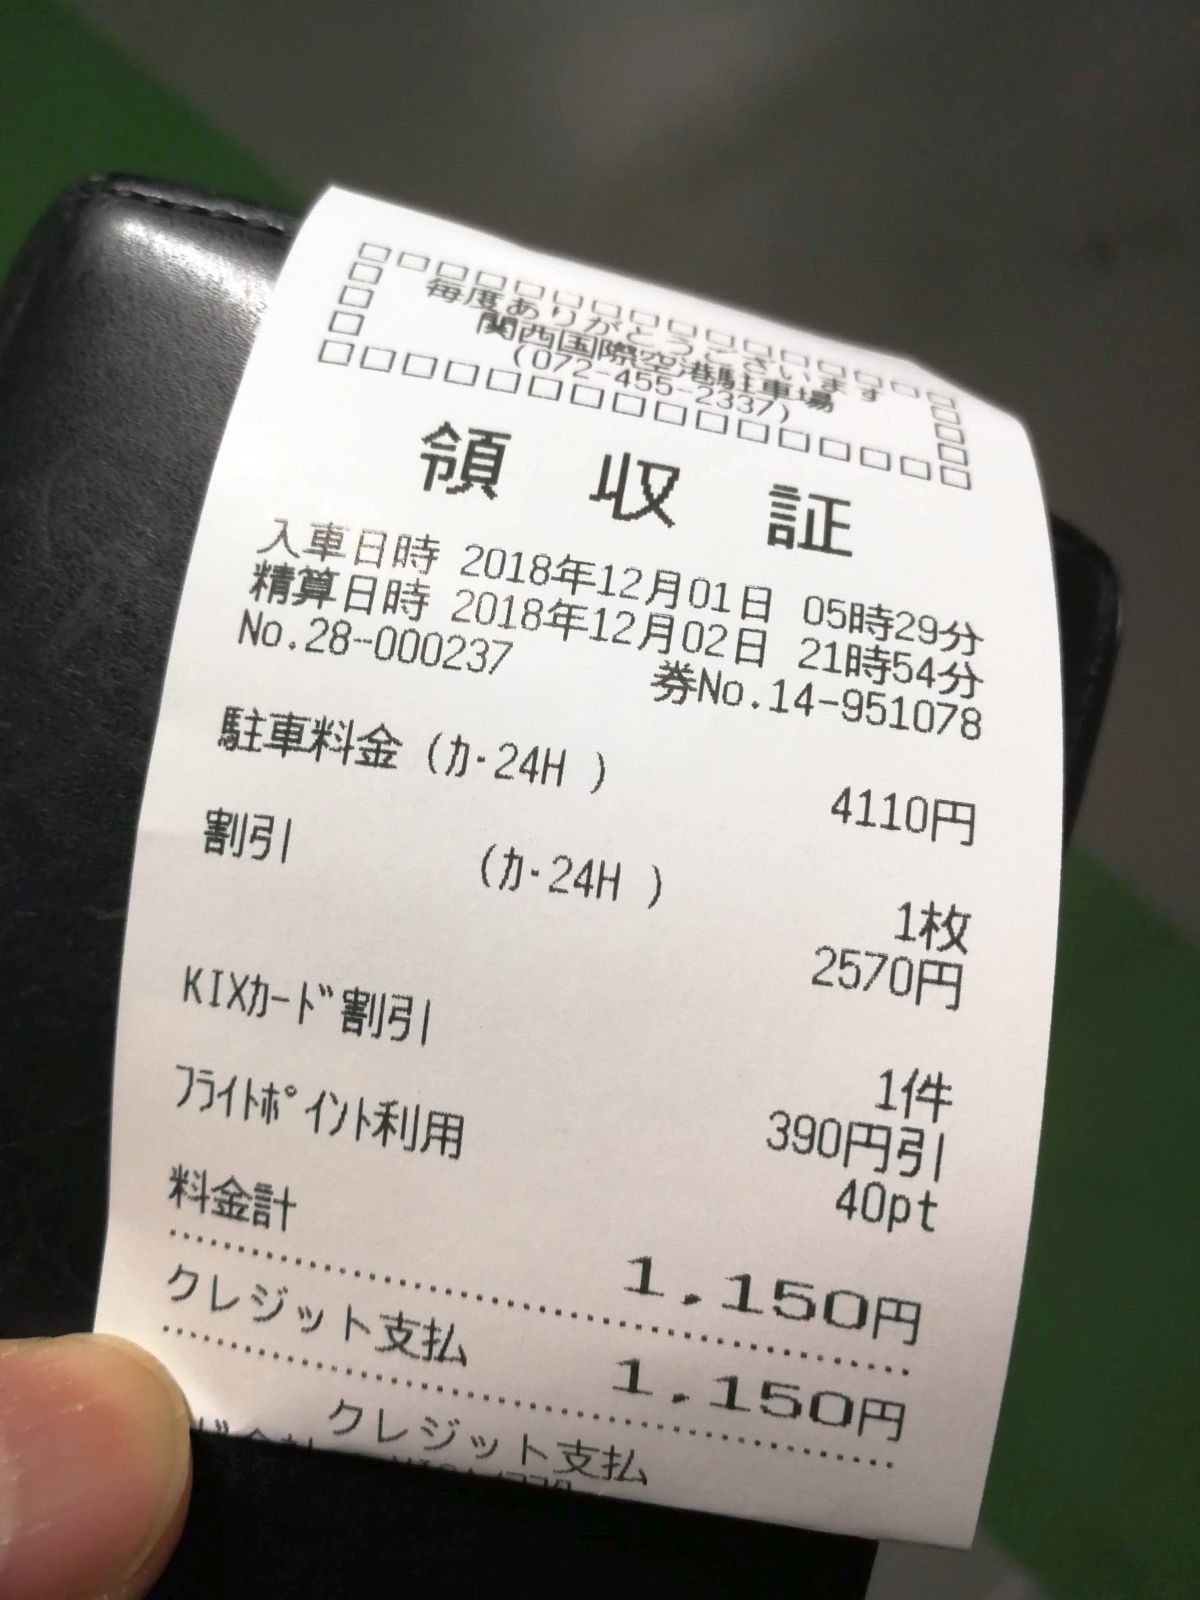 毎度ありがとうございます
関西国際空港駐車場
(072-455-2337)
領収証
入車日時 2018年12月01日 05時29分
精算日時 2018年12月02日 21時54分
No.28-000237 券No.14-951078
駐車料金 (カ・24H ) 4110円
割引 (カ・24H ) 1枚
2570円
KIXカード割引 1件
390円引
フライトポイント利用 40pt
料金計 1,150円
クレジット支払 1,150円
クレジット支払